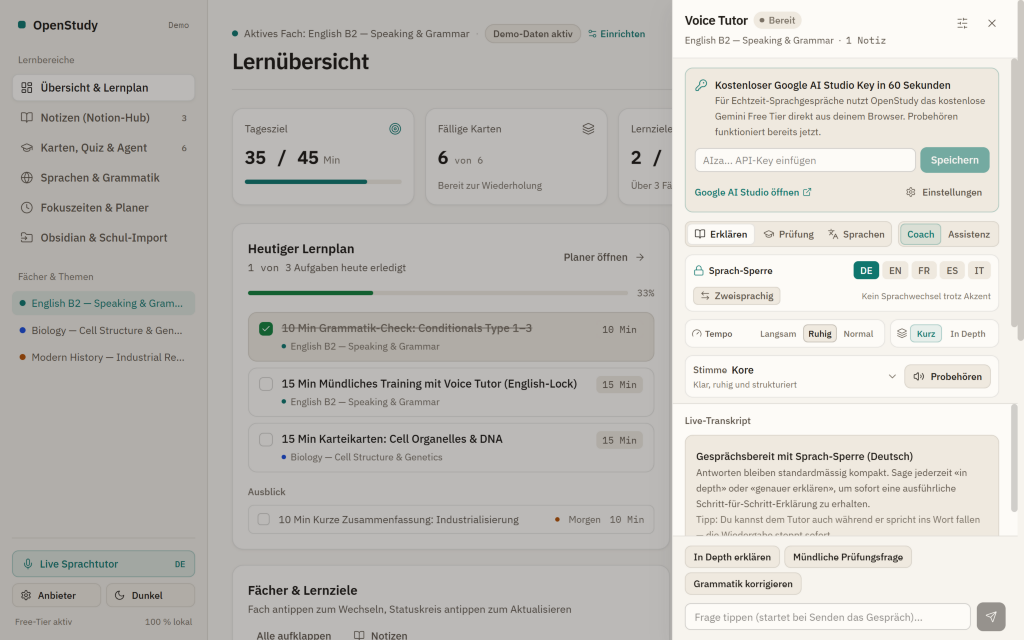 OpenStudy
Demo
Lernbereiche
Übersicht & Lernplan
Notizen (Notion-Hub) 3
Karten, Quiz & Agent 6
Sprachen & Grammatik
Fokuszeiten & Planer
Obsidian & Schul-Import
Fächer & Themen
English B2 — Speaking & Gram...
Biology — Cell Structure & Gen...
Modern History — Industrial Re...
Live Sprachtutor DE
Anbieter
Dunkel
Free-Tier aktiv 100 % lokal
Aktives Fach: English B2 — Speaking & Grammar · Demo-Daten aktiv Einrichten
Lernübersicht
Tagesziel
35 / 45 Min
Fällige Karten
6 von 6
Bereit zur Wiederholung
Lernziele
2 /
Über 3 Fä
Heutiger Lernplan
1 von 3 Aufgaben heute erledigt
Planer öffnen
33%
10 Min Grammatik-Check: Conditionals Type 1–3 10 Min
English B2 — Speaking & Grammar
15 Min Mündliches Training mit Voice Tutor (English-Lock) 15 Min
English B2 — Speaking & Grammar
15 Min Karteikarten: Cell Organelles & DNA 15 Min
Biology — Cell Structure & Genetics
Ausblick
10 Min Kurze Zusammenfassung: Industrialisierung Morgen 10 Min
Fächer & Lernziele
Fach antippen zum Wechseln, Statuskreis antippen zum Aktualisieren
Alle aufklappen Notizen
Voice Tutor Bereit
English B2 — Speaking & Grammar · 1 Notiz
Kostenloser Google AI Studio Key in 60 Sekunden
Für Echtzeit-Sprachgespräche nutzt OpenStudy das kostenlose
Gemini Free Tier direkt aus deinem Browser. Probehören
funktioniert bereits jetzt.
AIza... API-Key einfügen Speichern
Google AI Studio öffnen Einstellungen
Erklären Prüfung Sprachen Coach Assistenz
Sprach-Sperre DE EN FR ES IT
Zweisprachig Kein Sprachwechsel trotz Akzent
Tempo Langsam Ruhig Normal Kurz In Depth
Stimme Kore
Klar, ruhig und strukturiert
Probehören
Live-Transkript
Gesprächsbereit mit Sprach-Sperre (Deutsch)
Antworten bleiben standardmässig kompakt. Sage jederzeit «in
depth» oder «genauer erklären», um sofort eine ausführliche
Schritt-für-Schritt-Erklärung zu erhalten.
Tipp: Du kannst dem Tutor auch während er spricht ins Wort fallen
— die Wiedergabe stoppt sofort.
In Depth erklären Mündliche Prüfungsfrage
Grammatik korrigieren
Frage tippen (startet bei Senden das Gespräch)...